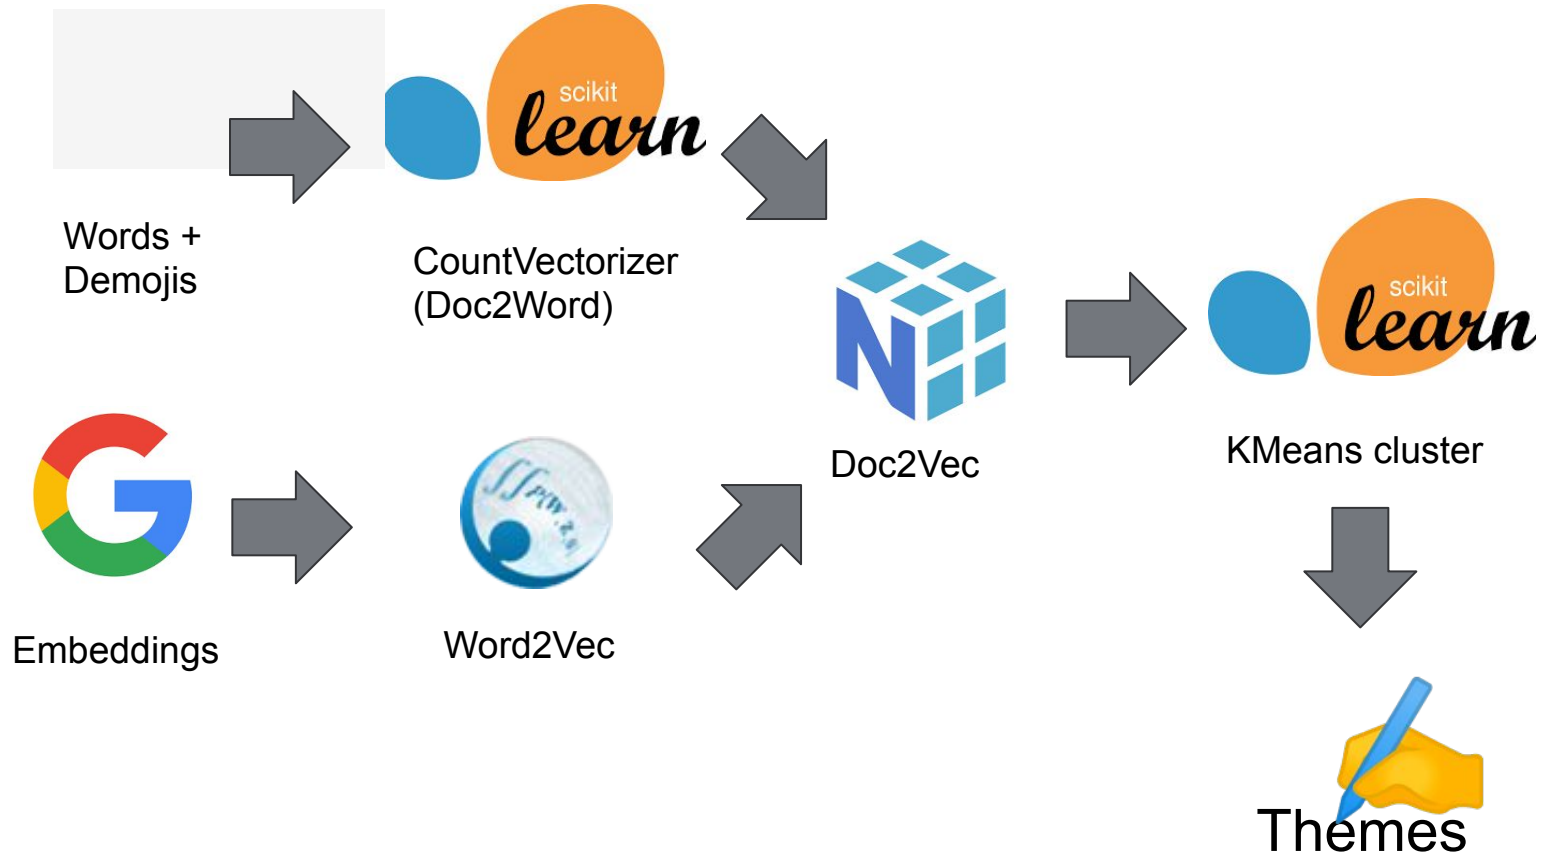 scikit
learn
Words +
Demojis
CountVectorizer
(Doc2Word)
scikit
learn
Doc2Vec
KMeans cluster
Embeddings
Word2Vec
Themes